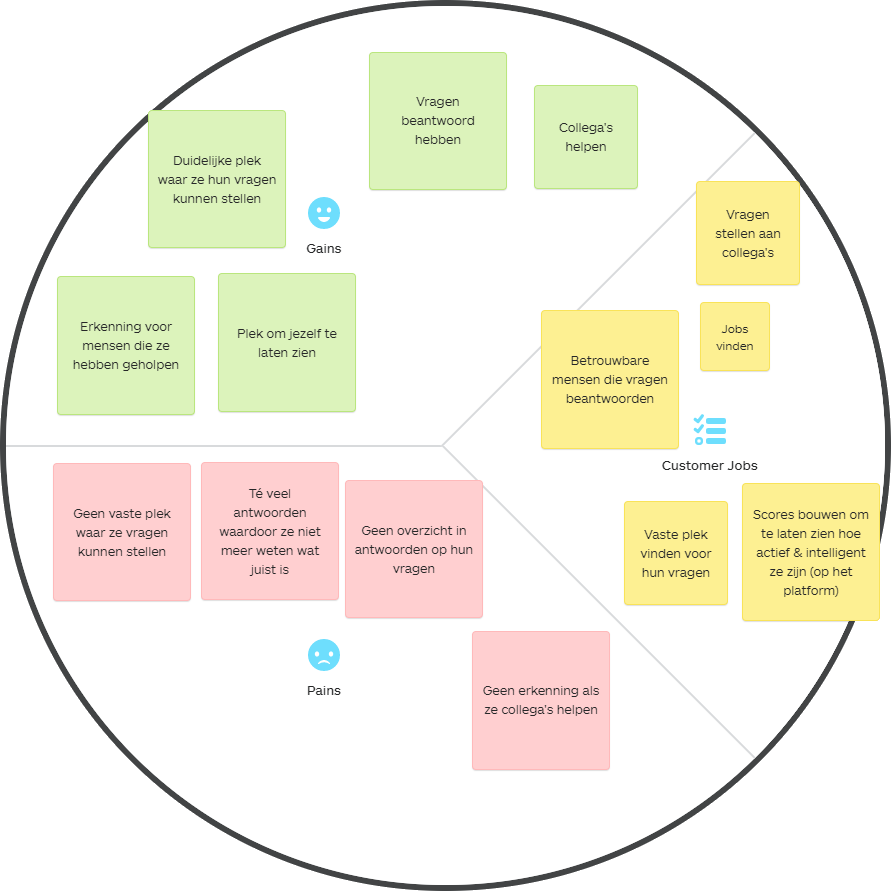 Vragen
beantwoord
hebben
Collega's
helpen
Duidelijke plek
waar ze hun vragen
kunnen stellen
Gains
Erkenning voor
mensen die ze
hebben geholpen
Plek om jezelf te
laten zien
Vragen
stellen aan
collega's
Jobs
vinden
Betrouwbare
mensen die vragen
beantwoorden
Customer Jobs
Vaste plek
vinden voor
hun vragen
Scores bouwen om
te laten zien hoe
actief & intelligent
ze zijn (op het
platform)
Geen vaste plek
waar ze vragen
kunnen stellen
Té veel
antwoorden
waardoor ze niet
meer weten wat
juist is
Geen overzicht in
antwoorden op hun
vragen
Pains
Geen erkenning als
ze collega's helpen